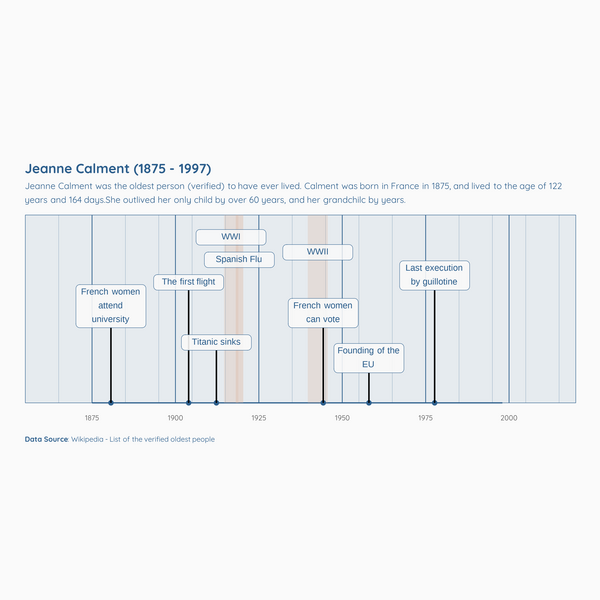 Jeanne Calment (1875 - 1997)
Jeanne Calment was the oldest person (verified) to have ever lived. Calment was born in France in 1875, and lived to the age of 122
years and 164 days.She outlived her only child by over 60 years, and her grandchilc by years.
WWI
WWII
Spanish Flu
Last execution
by guillotine
The first flight
French women
attend
university
French women
can vote
Titanic sinks
Founding of the
EU
1875
1900
1925
1950
1975
2000
Data Source: Wikipedia - List of the verified oldest people